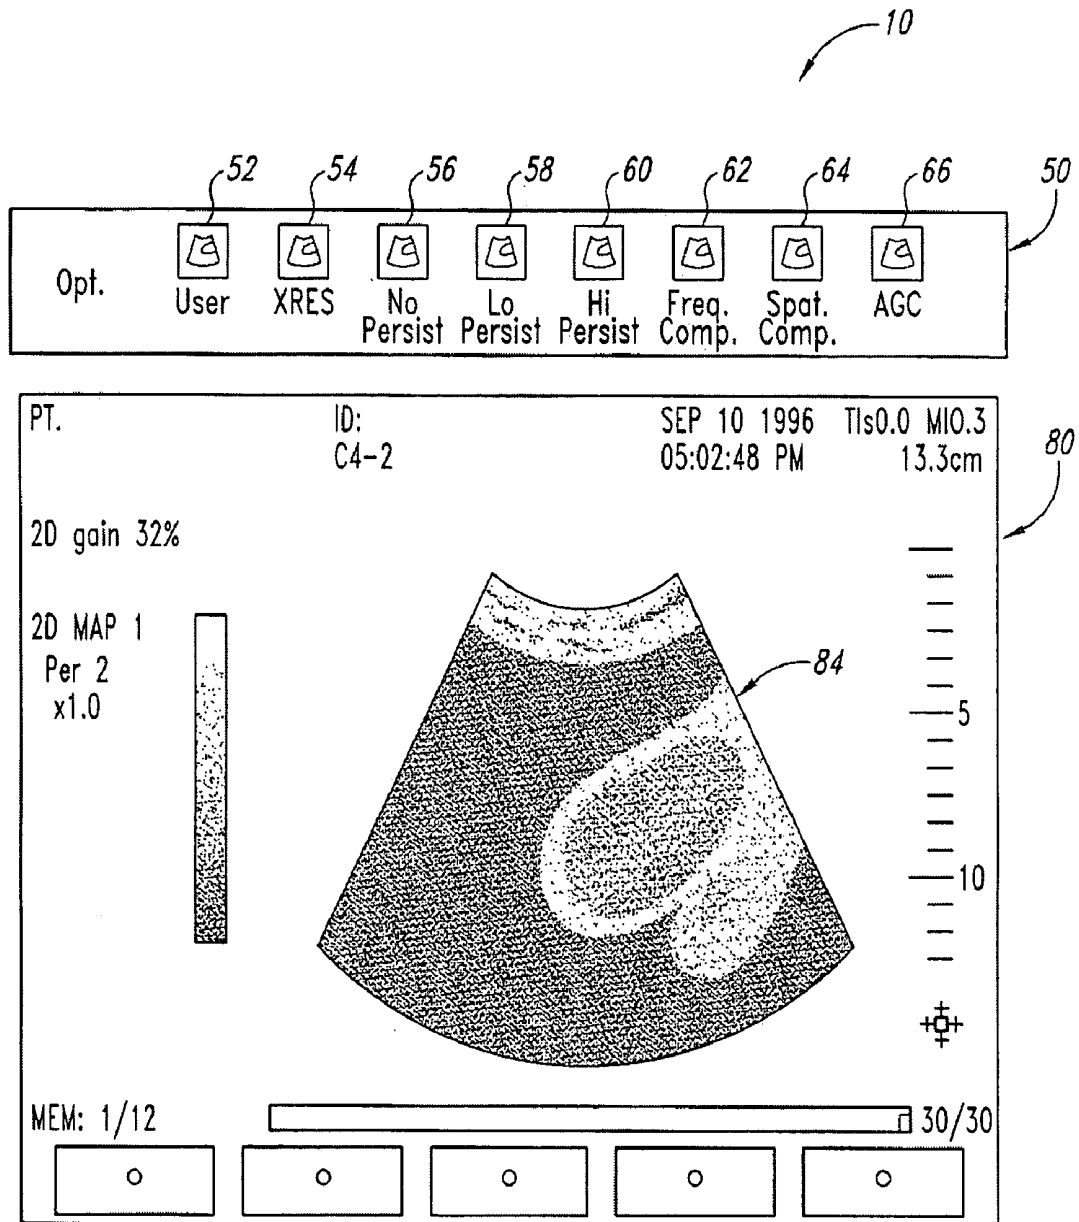 10
52 54 56 58 60 62 64 66 50
Opt.
User XRES No Persist Lo Persist Hi Persist Freq. Comp. Spat. Comp. AGC
PT. ID: SEP 10 1996 TIs0.0 MI0.3
C4-2 05:02:48 PM 13.3cm
80
2D gain 32%
2D MAP 1
Per 2
x1.0
84
5
10
MEM: 1/12 30/30